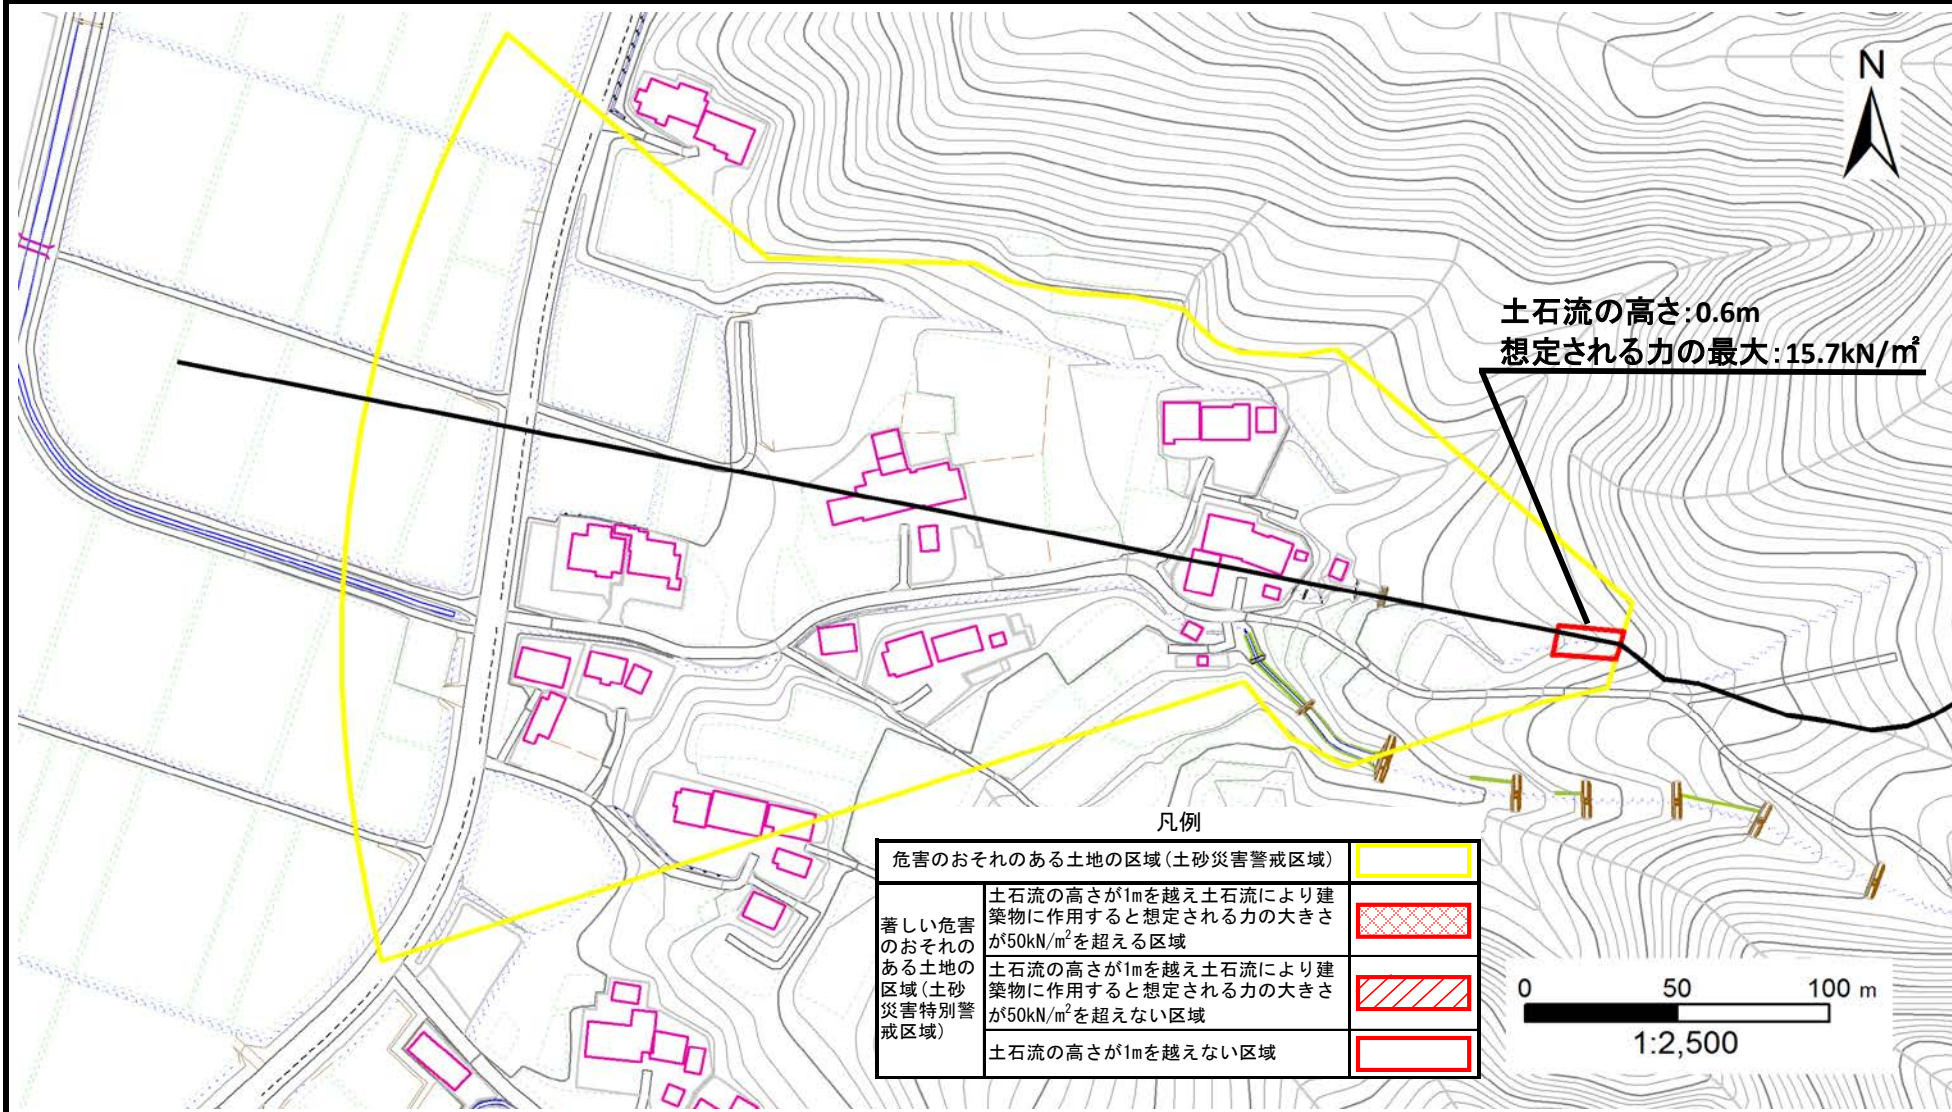 N
土石流の高さ:0.6m
想定される力の最大:15.7kN/㎡
凡例
危害のおそれのある土地の区域(土砂災害警戒区域)
著しい危害
のおそれの
ある土地の
区域(土砂
災害特別警
戒区域)
土石流の高さが1mを越え土石流により建
築物に作用すると想定される力の大きさ
が50kN/m²を超える区域
土石流の高さが1mを越え土石流により建
築物に作用すると想定される力の大きさ
が50kN/m²を超えない区域
土石流の高さが1mを越えない区域
0 50 100 m
1:2,500